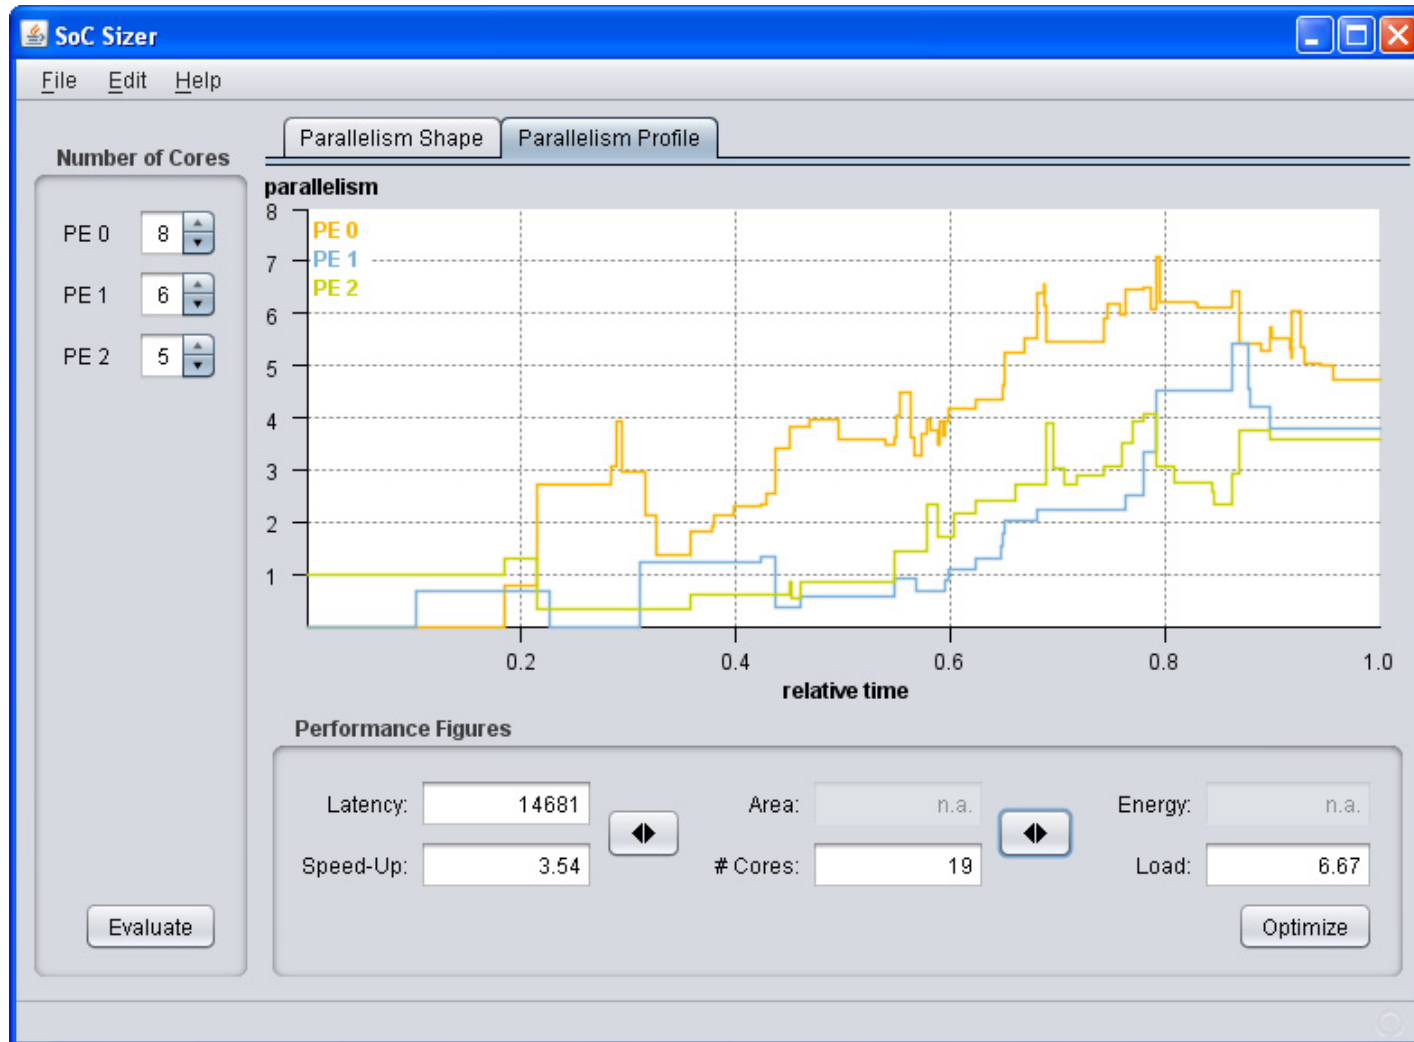 SoC Sizer
File Edit Help
Number of Cores
PE 0 8
PE 1 6
PE 2 5
Evaluate
Parallelism Shape Parallelism Profile
parallelism
8
7
6
5
4
3
2
1
PE 0
PE 1
PE 2
0.2 0.4 0.6 0.8 1.0
relative time
Performance Figures
Latency: 14681 Area: n.a. Energy: n.a.
Speed-Up: 3.54 # Cores: 19 Load: 6.67
Optimize